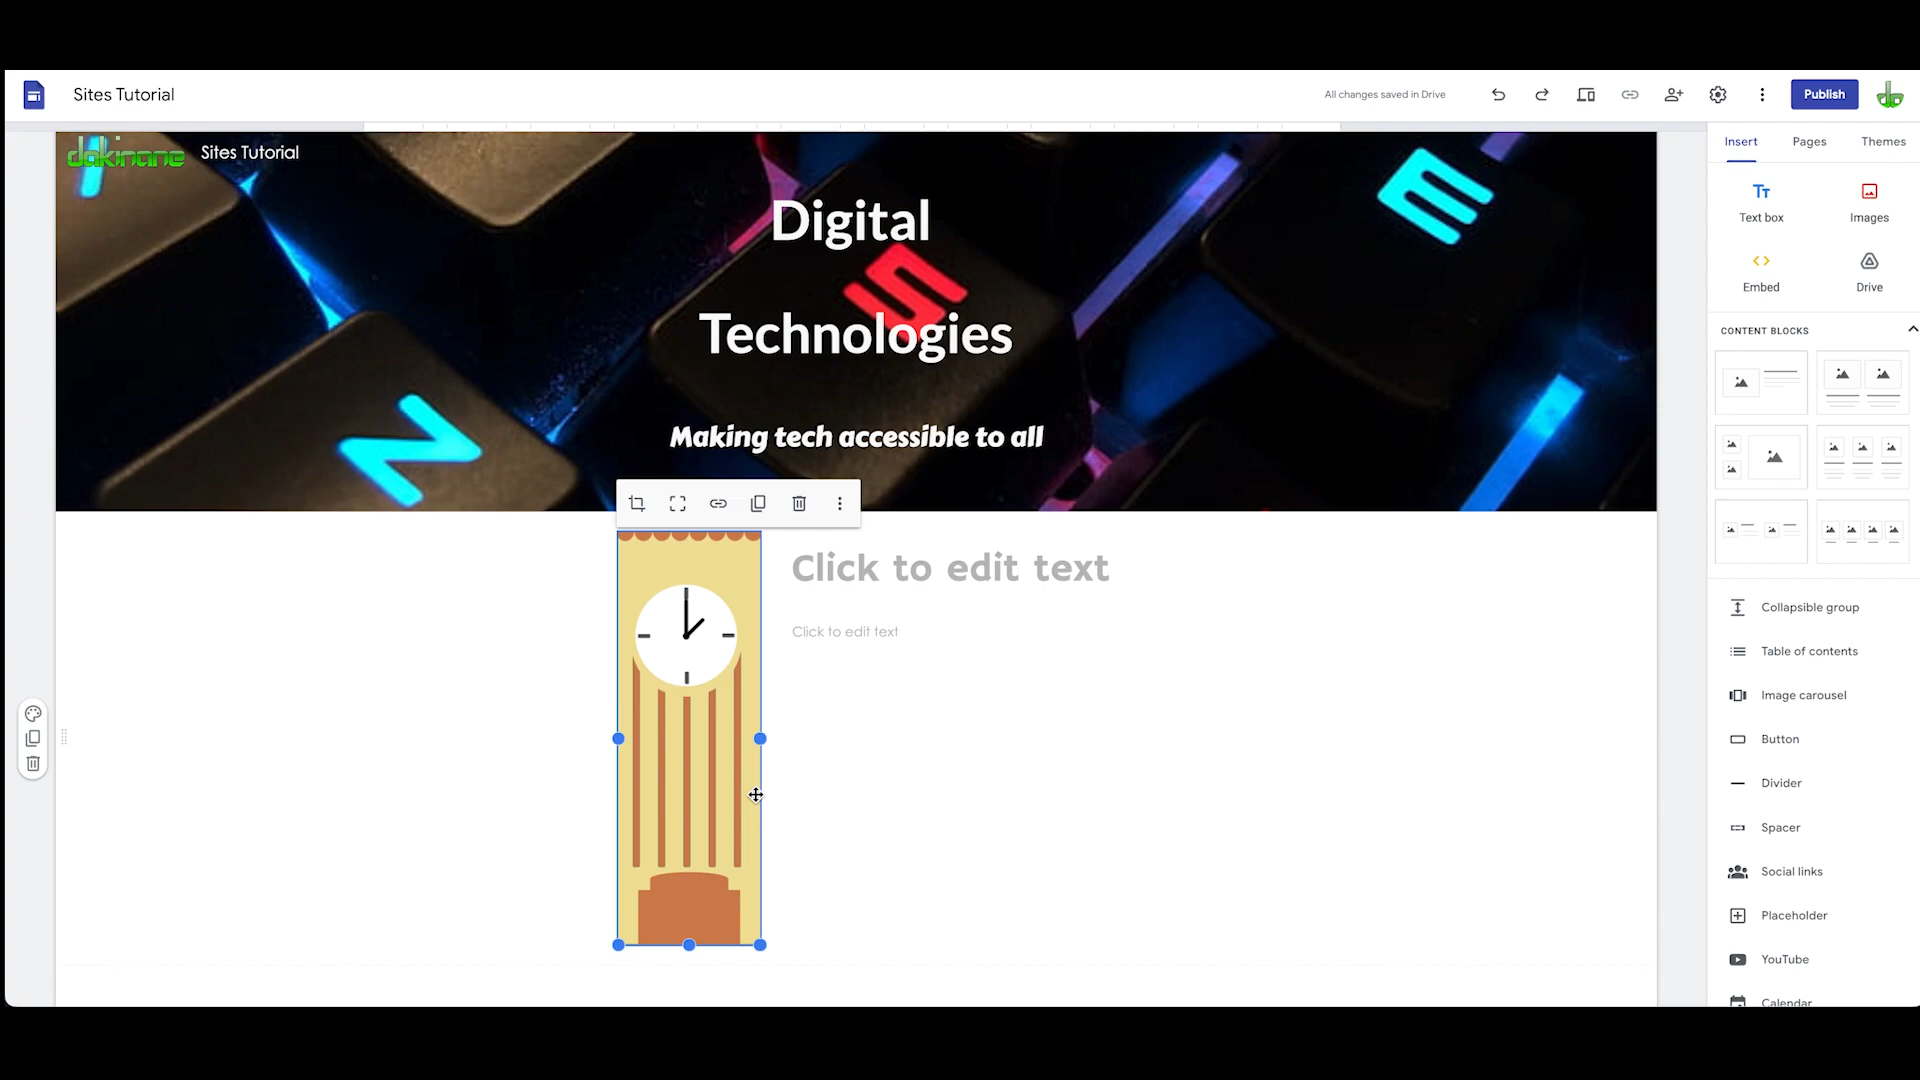 Sites Tutorial
All changes saved in Drive
Publish
dakinane
Sites Tutorial
Digital
Technologies
Making tech accessible to all
Click to edit text
Click to edit text
Insert
Pages
Themes
Text box
Images
Embed
Drive
CONTENT BLOCKS
Collapsible group
Table of contents
Image carousel
Button
Divider
Spacer
Social links
Placeholder
YouTube
Calendar